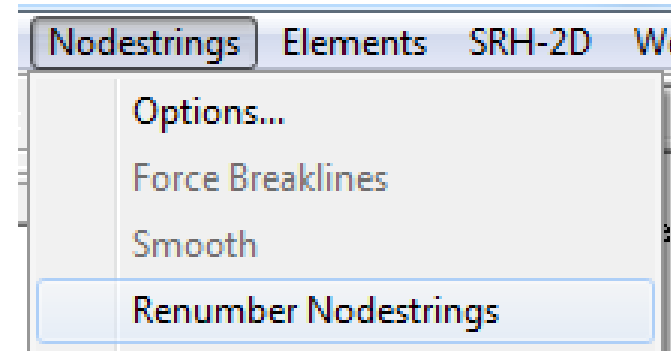 Nodestrings Elements SRH-2D
Options...
Force Breaklines
Smooth
Renumber Nodestrings